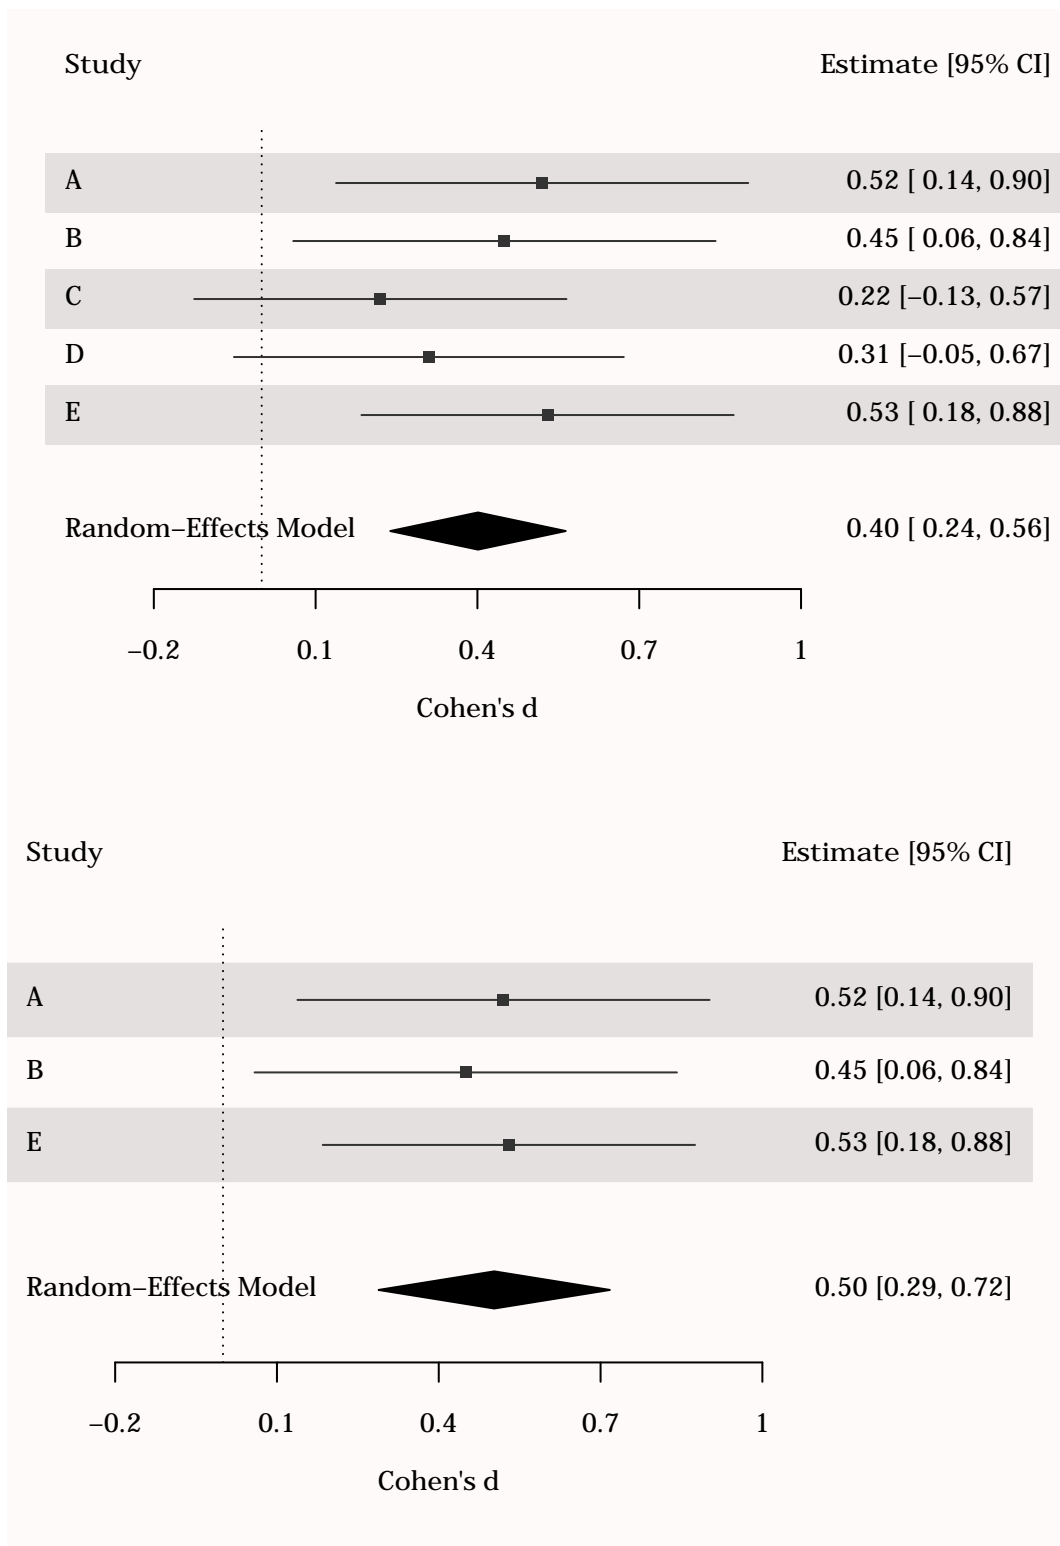 Study Estimate [95% CI]
A 0.52 [ 0.14, 0.90]
B 0.45 [ 0.06, 0.84]
C 0.22 [−0.13, 0.57]
D 0.31 [−0.05, 0.67]
E 0.53 [ 0.18, 0.88]
Random−Effects Model 0.40 [ 0.24, 0.56]
−0.2 0.1 0.4 0.7 1
Cohen's d
Study Estimate [95% CI]
A 0.52 [0.14, 0.90]
B 0.45 [0.06, 0.84]
E 0.53 [0.18, 0.88]
Random−Effects Model 0.50 [0.29, 0.72]
−0.2 0.1 0.4 0.7 1
Cohen's d